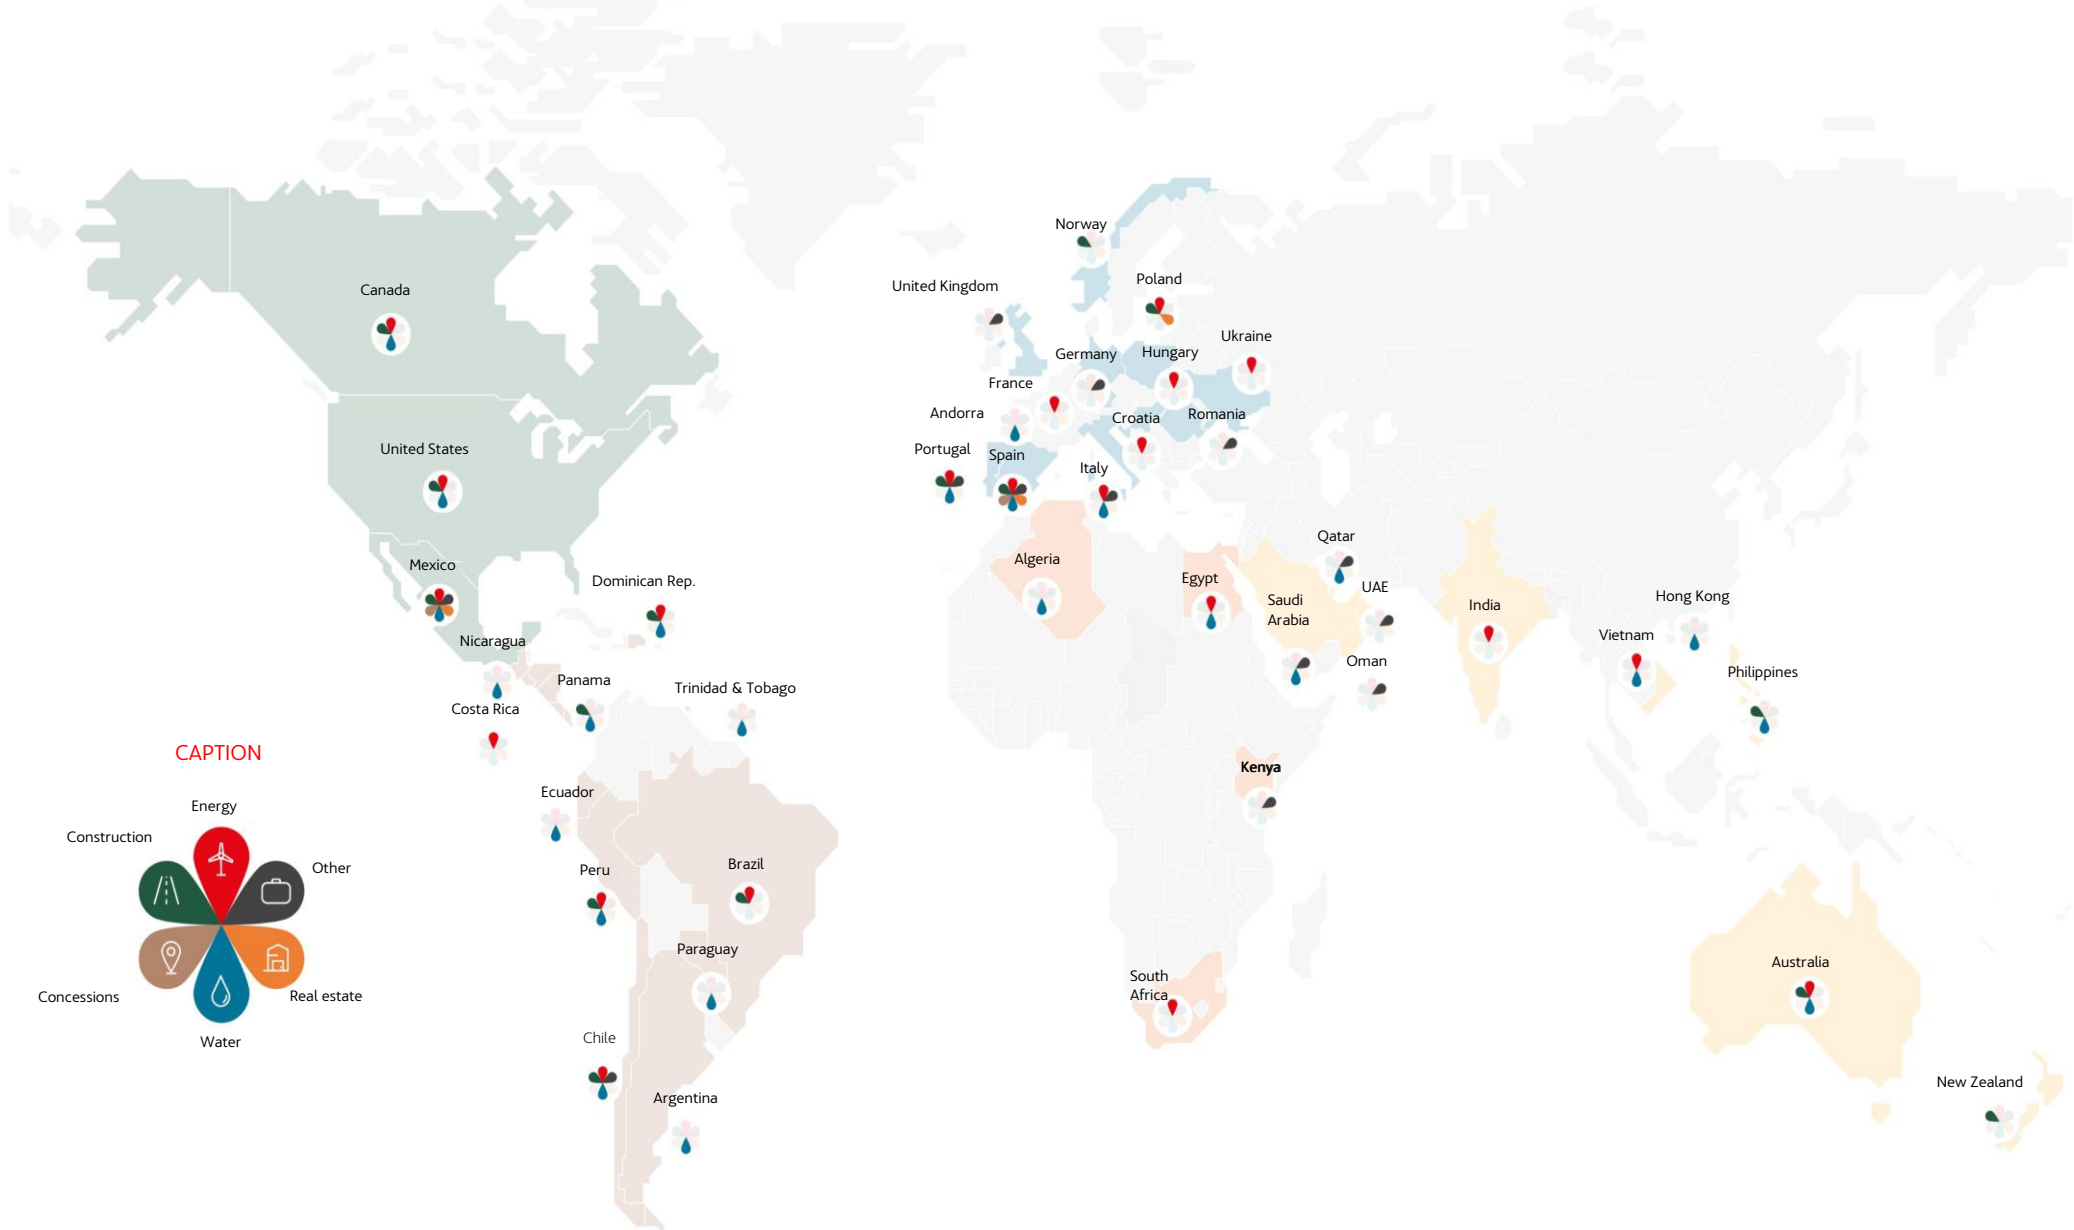 Norway
Poland
United Kingdom
Canada
Ukraine
Germany
Hungary
France
Andorra
Croatia
Romania
United States
Portugal
Spain
Italy
Qatar
Mexico
Algeria
Dominican Rep.
Egypt
UAE
Saudi
Arabia
India
Hong Kong
Nicaragua
Vietnam
Oman
Panama
Trinidad & Tobago
Philippines
Costa Rica
CAPTION
Kenya
Ecuador
Energy
Construction
Other
Peru
Brazil
Paraguay
South
Africa
Australia
Concessions
Real estate
Water
Chile
Argentina
New Zealand